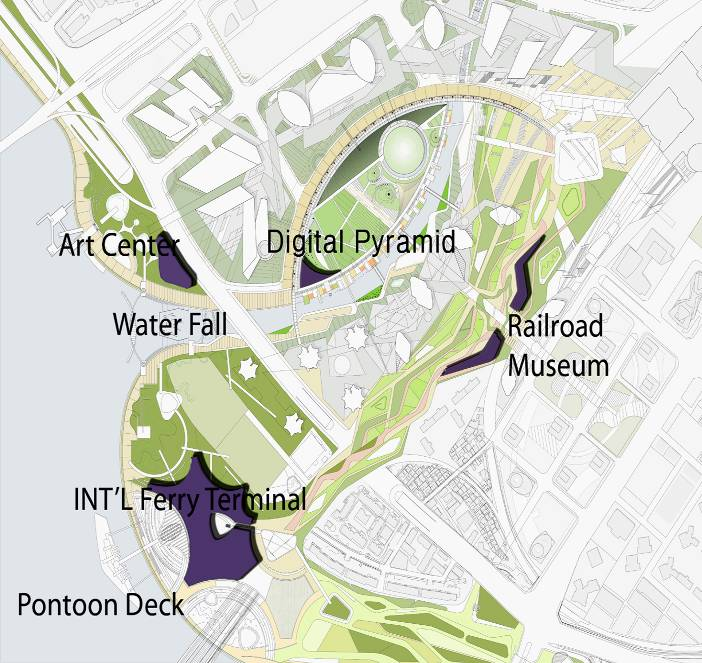 Art Center
Digital Pyramid
Water Fall
Railroad
Museum
INT'L Ferry Terminal
Pontoon Deck